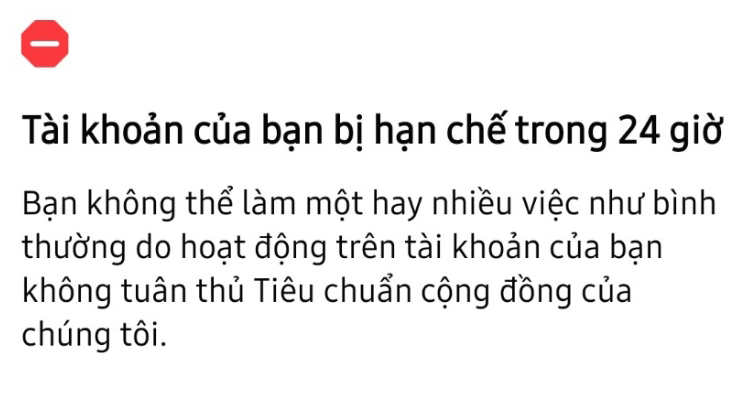 Tài khoản của bạn bị hạn chế trong 24 giờ
Bạn không thể làm một hay nhiều việc như bình
thường do hoạt động trên tài khoản của bạn
không tuân thủ Tiêu chuẩn cộng đồng của
chúng tôi.